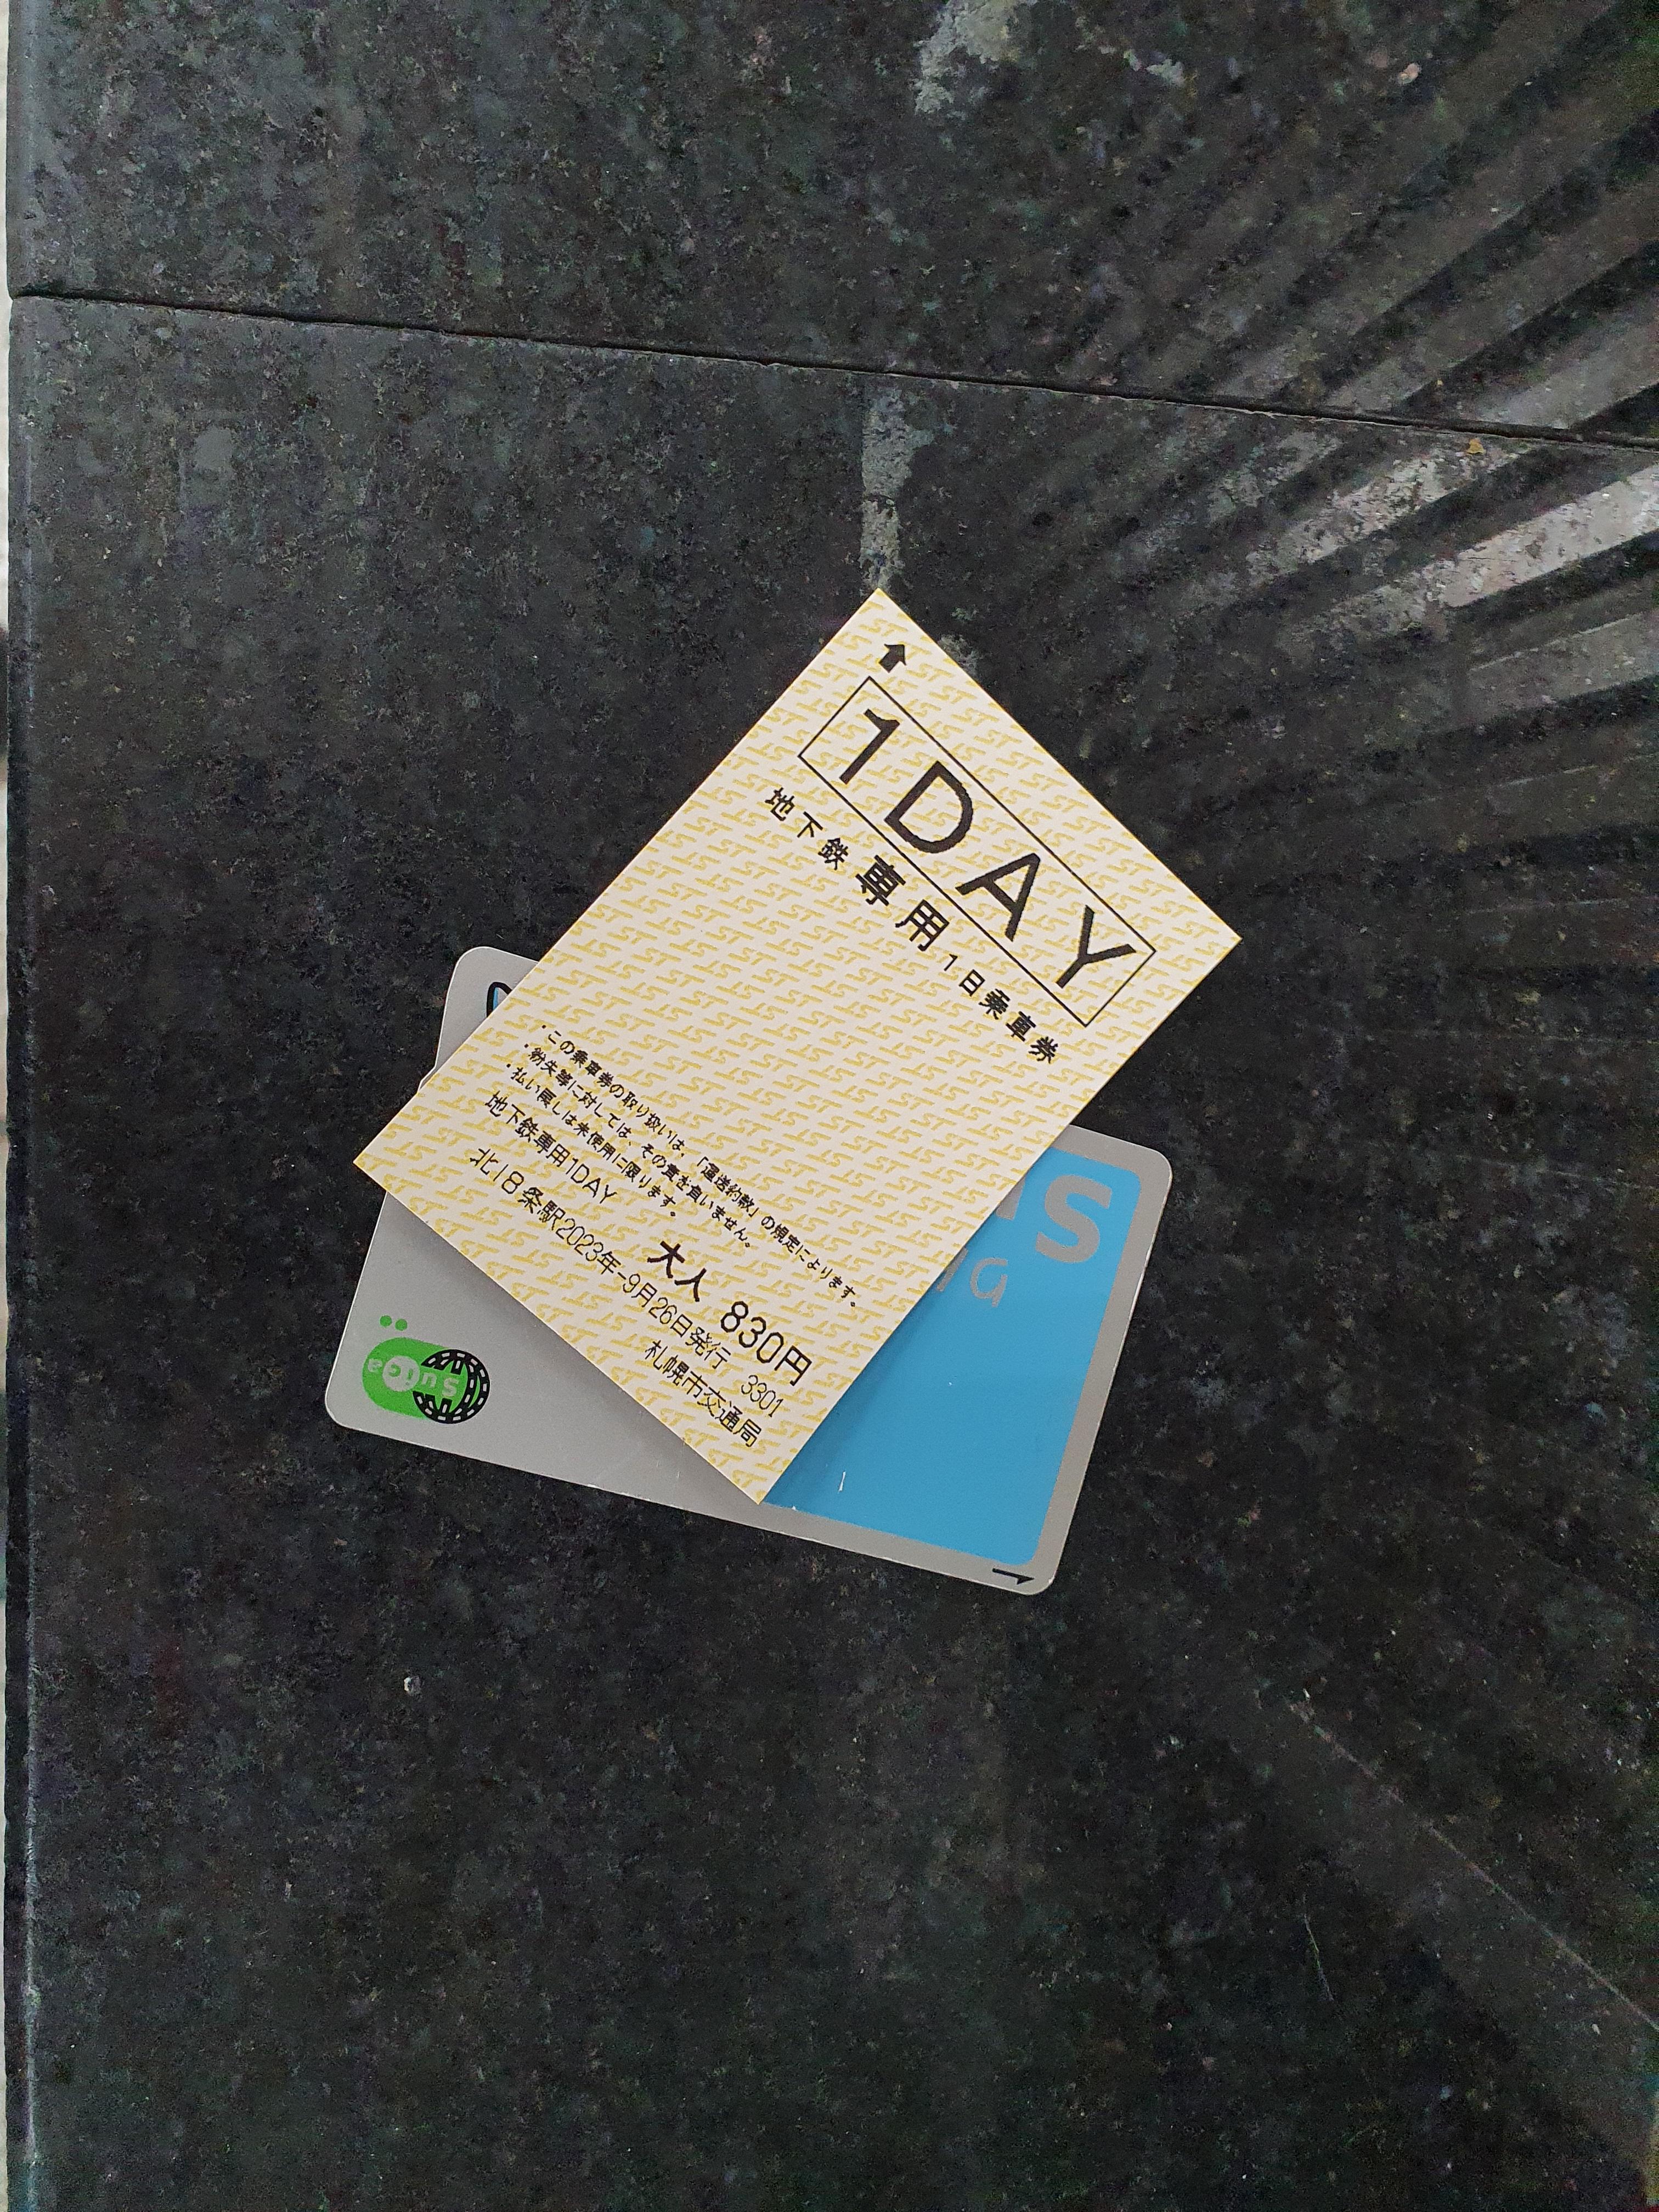 1DAY
地下鉄専用1日乗車券
・この乗車券の取り扱いは、「運送約款」の規定によります。
・紛失等に対しては、その責を負いません。
・払い戻しは未使用に限ります。
地下鉄専用1DAY
大人 830円
北18条駅2023年-9月26日発行 3301
札幌市交通局
S
G
Suica